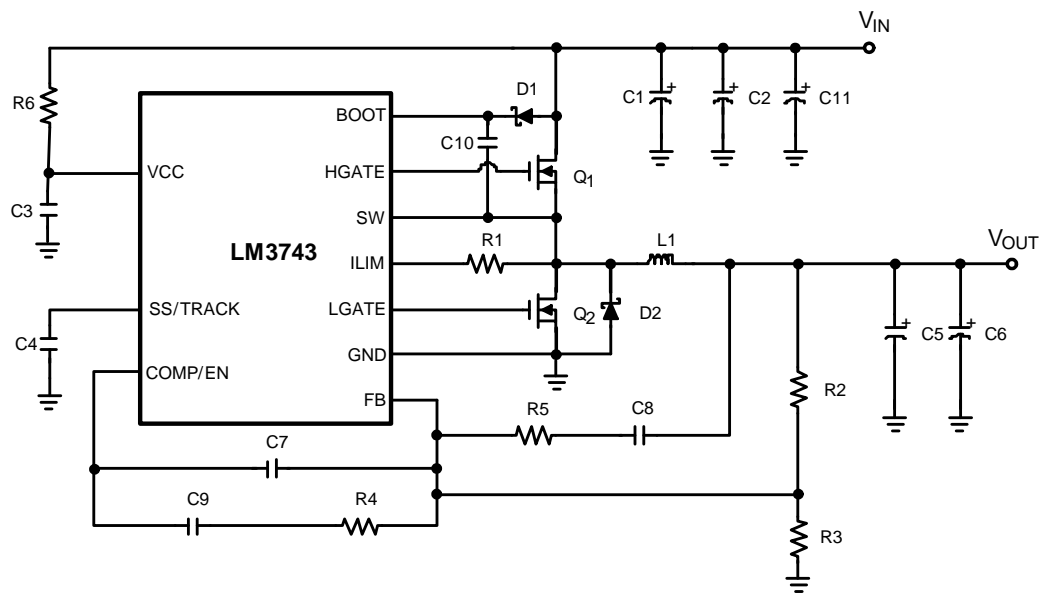 VIN
R6
D1
BOOT
C1
C2
C11
C10
VCC
HGATE
Q1
C3
SW
LM3743
R1
L1
VOUT
ILIM
SS/TRACK
LGATE
Q2
D2
C5
C6
C4
GND
COMP/EN
FB
R2
R5
C8
C7
C9
R4
R3